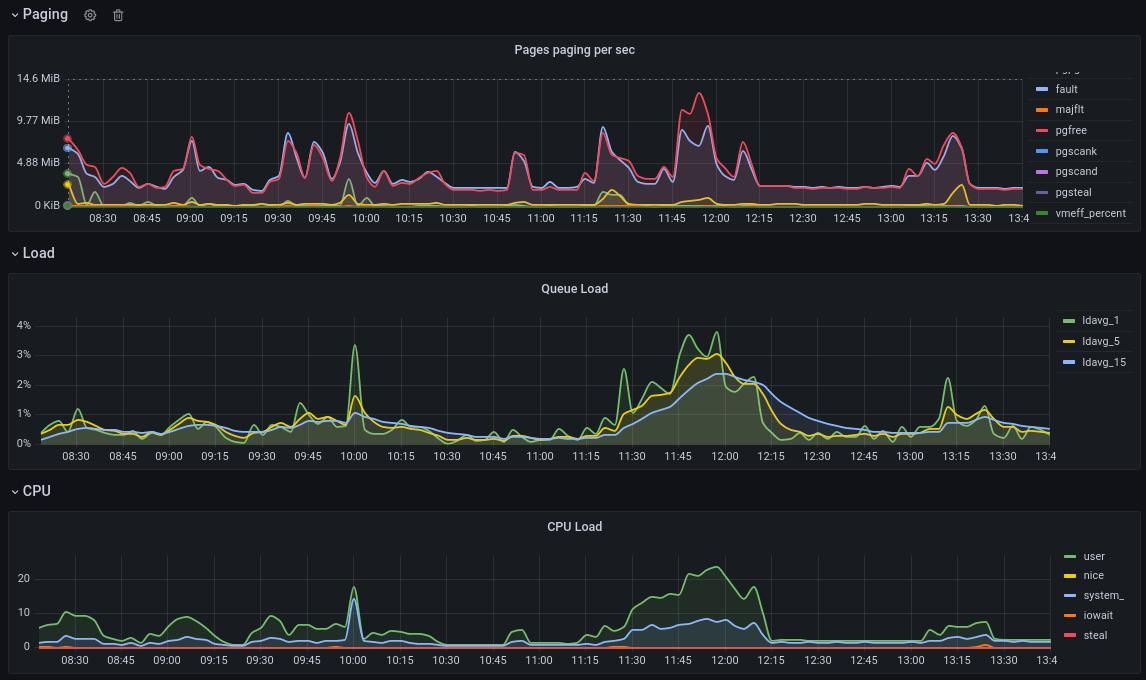 Paging
Pages paging per sec
14.6 MiB
9.77 MiB
4.88 MiB
0 KiB
08:30 08:45 09:00 09:15 09:30 09:45 10:00 10:15 10:30 10:45 11:00 11:15 11:30 11:45 12:00 12:15 12:30 12:45 13:00 13:15 13:30 13:4
fault
majflt
pgfree
pgscank
pgscand
pgsteal
vmeff_percent
Load
Queue Load
4%
3%
2%
1%
0%
08:30 08:45 09:00 09:15 09:30 09:45 10:00 10:15 10:30 10:45 11:00 11:15 11:30 11:45 12:00 12:15 12:30 12:45 13:00 13:15 13:30 13:4
ldavg_1
ldavg_5
ldavg_15
CPU
CPU Load
20
10
0
08:30 08:45 09:00 09:15 09:30 09:45 10:00 10:15 10:30 10:45 11:00 11:15 11:30 11:45 12:00 12:15 12:30 12:45 13:00 13:15 13:30 13:4
user
nice
system_
iowait
steal